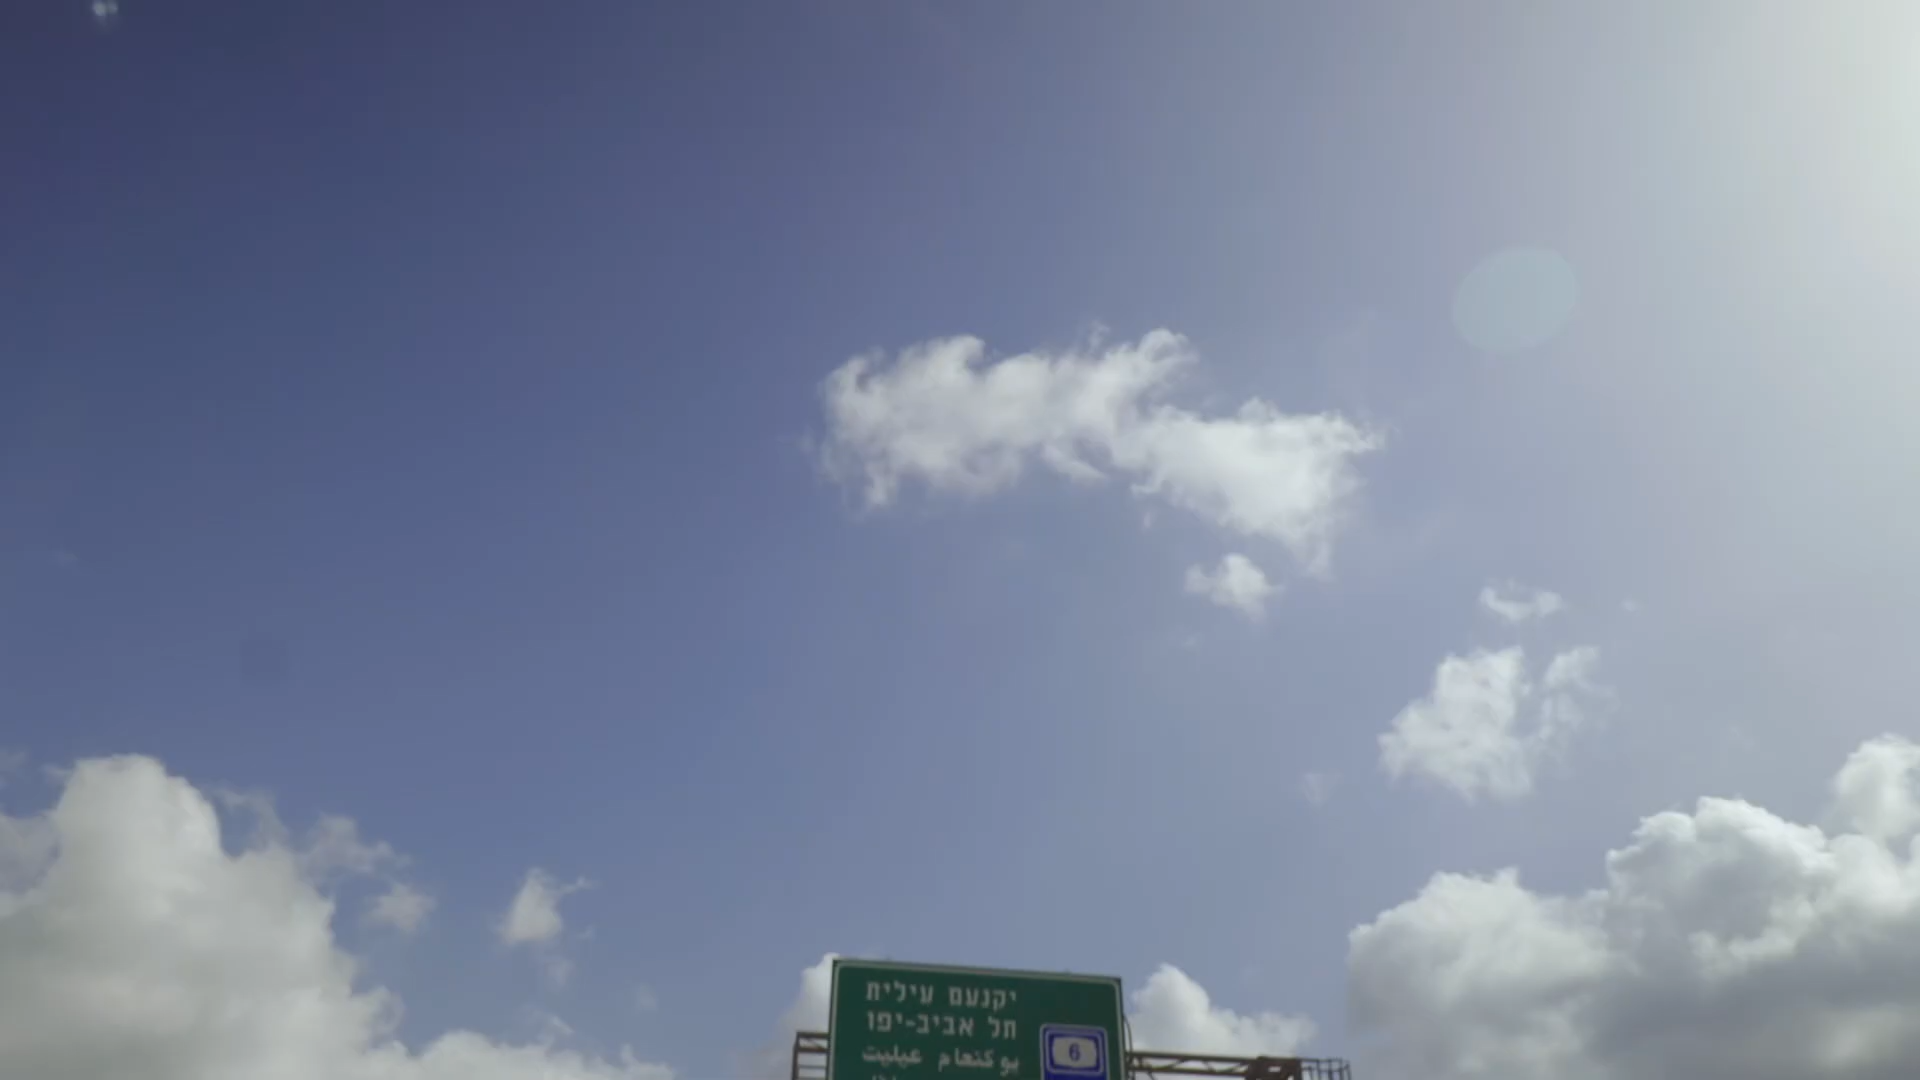 יקנעם עילית
תל אביב-יפו
6
يوكنعام عيليت